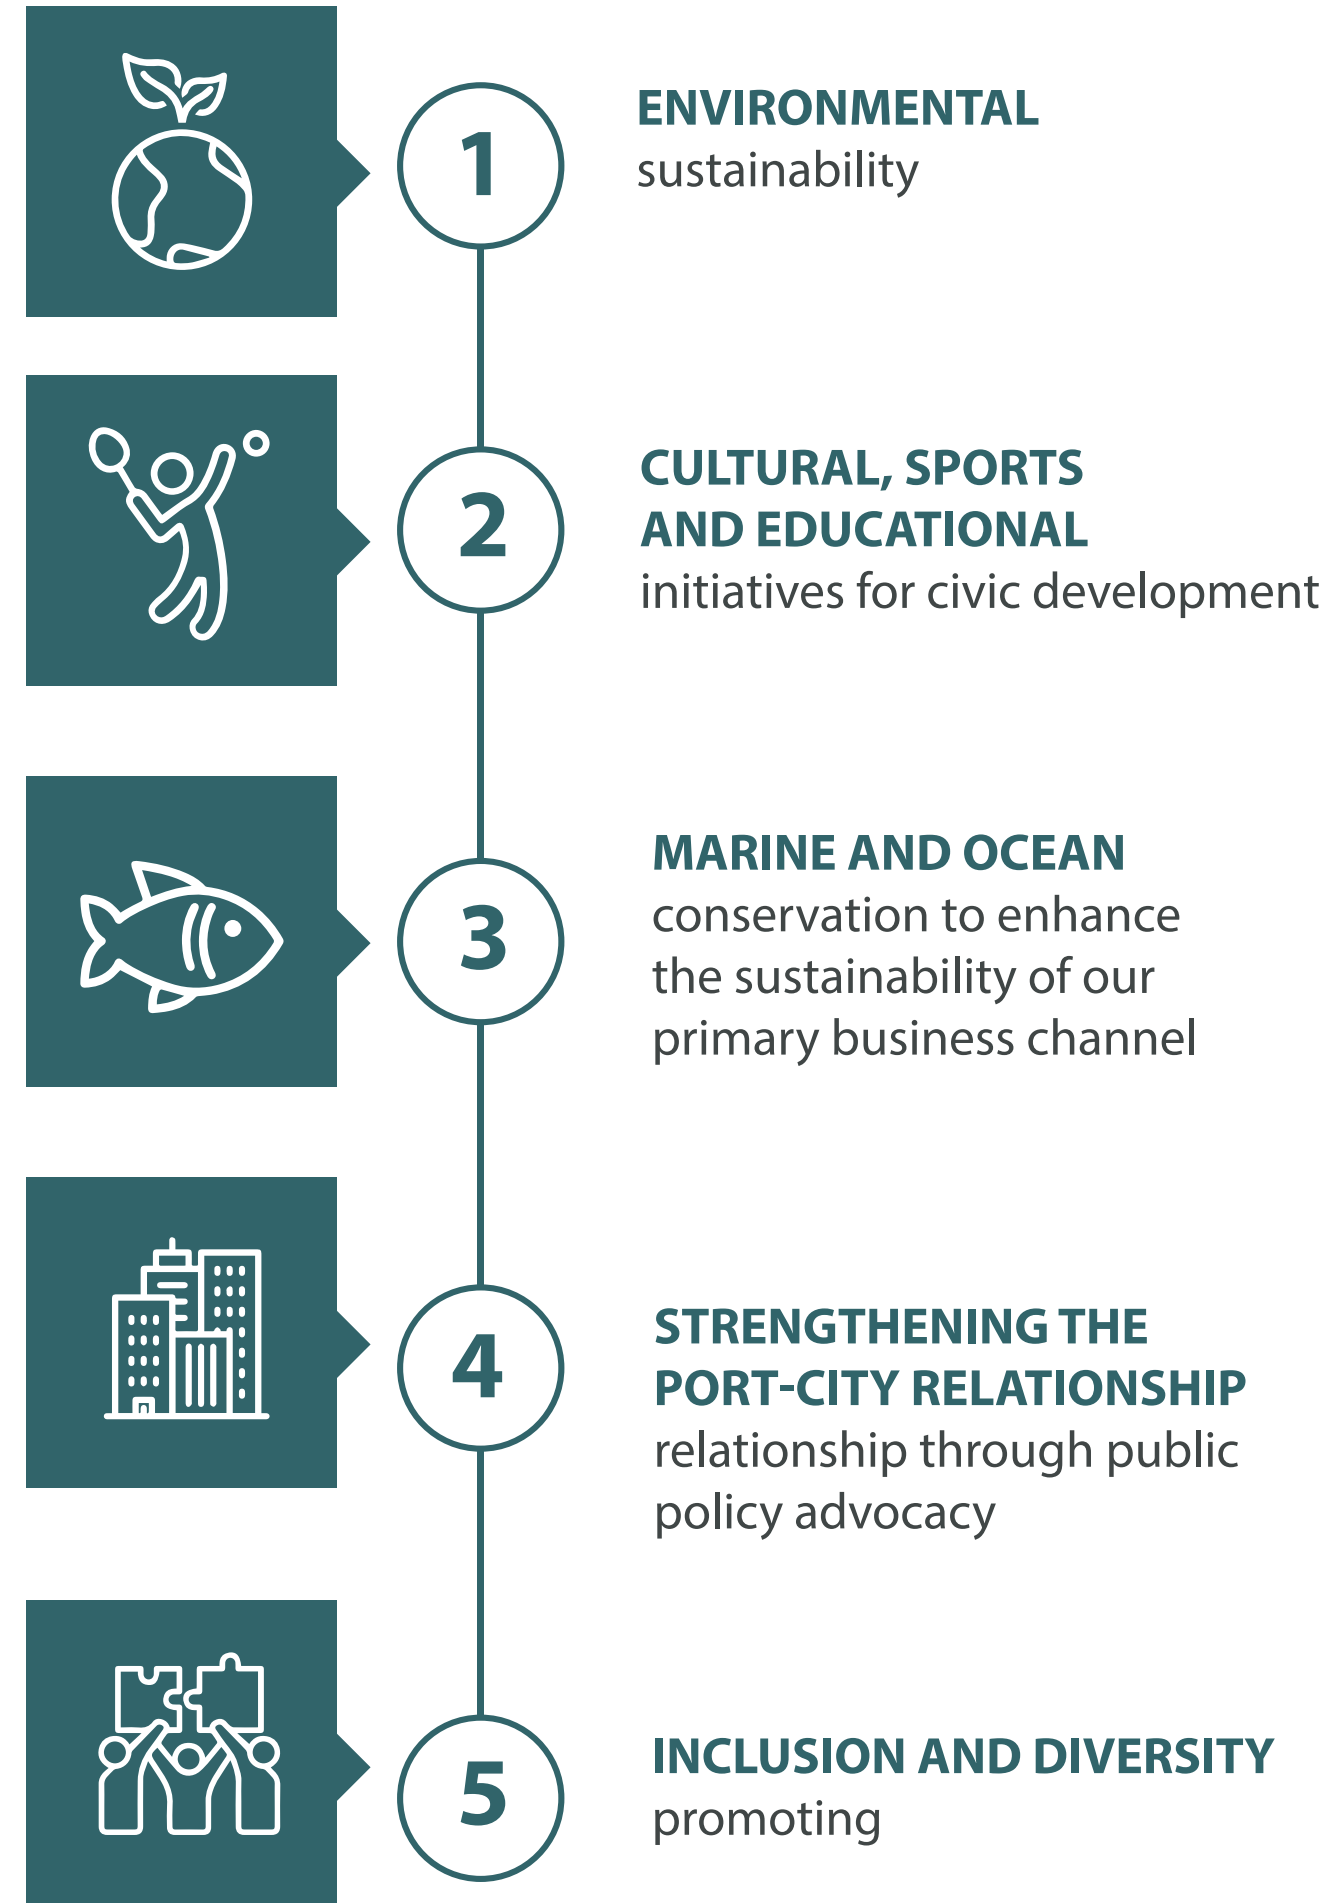 1
ENVIRONMENTAL
sustainability
2
CULTURAL, SPORTS
AND EDUCATIONAL
initiatives for civic development
3
MARINE AND OCEAN
conservation to enhance
the sustainability of our
primary business channel
4
STRENGTHENING THE
PORT-CITY RELATIONSHIP
relationship through public
policy advocacy
5
INCLUSION AND DIVERSITY
promoting